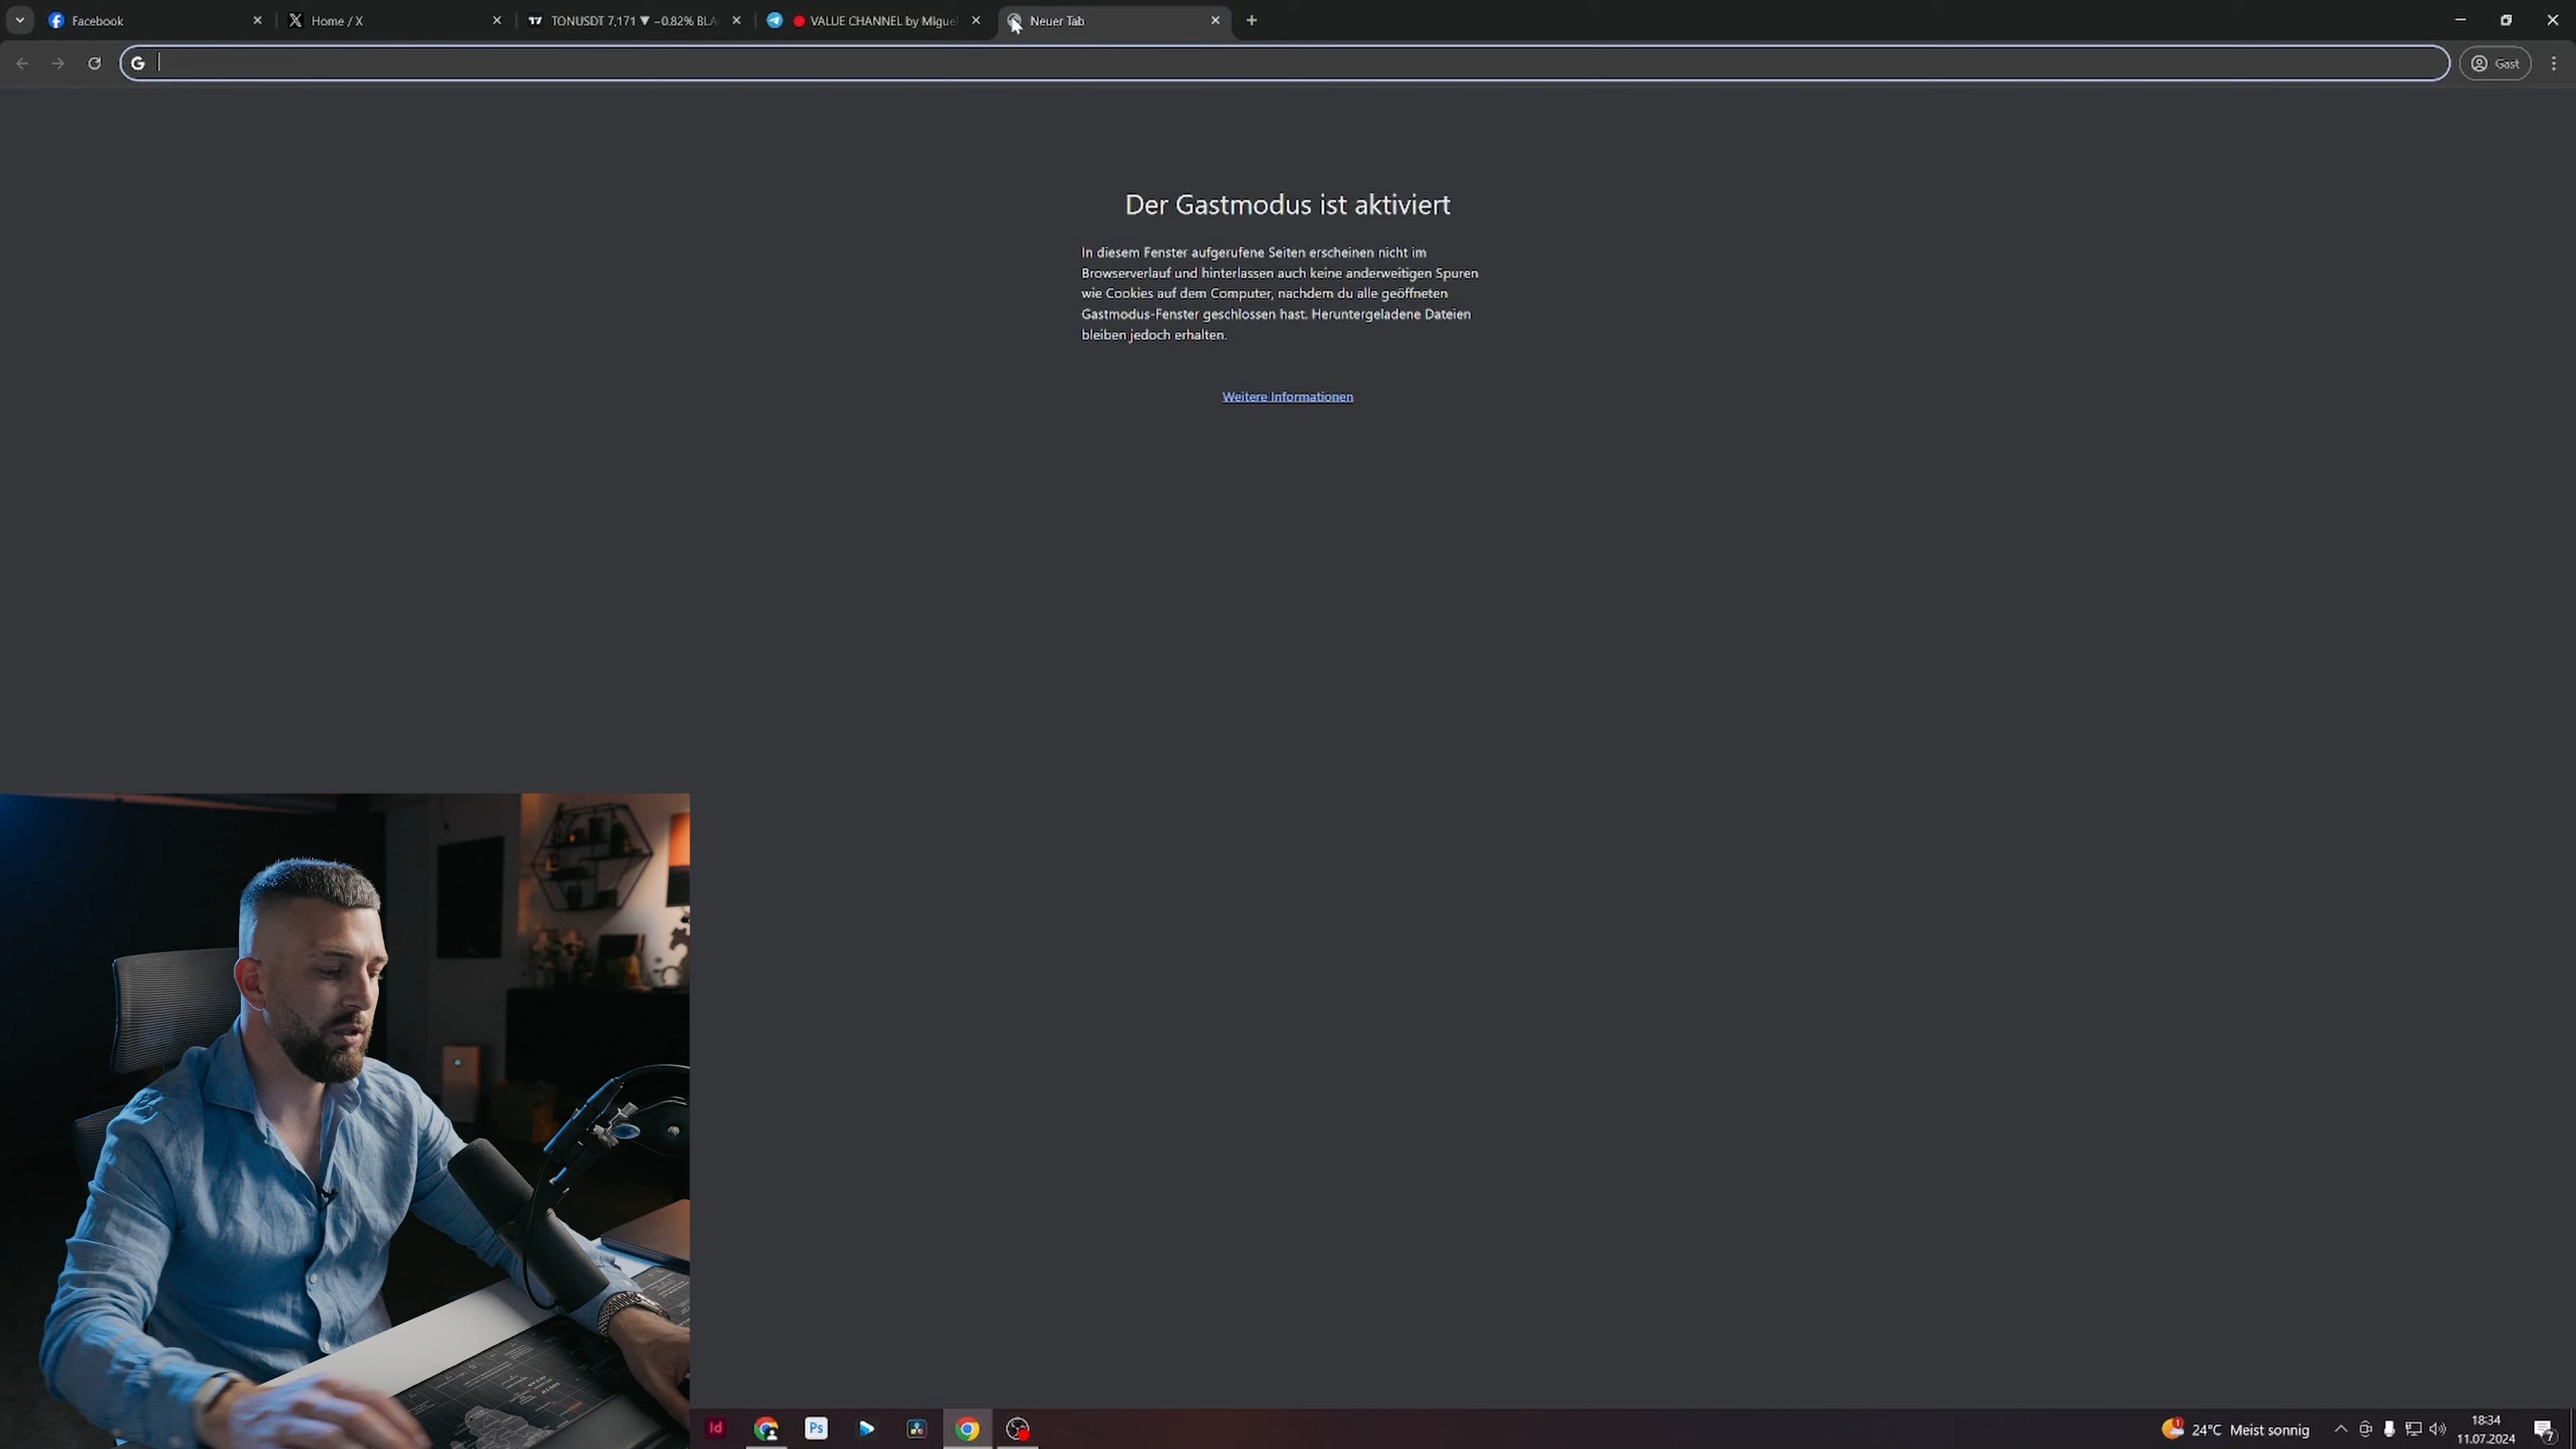 Facebook
Home / X
TONUSDT 7,171 ▼ −0.82% BLA
VALUE CHANNEL by Miguel
Neuer Tab
Gast
Der Gastmodus ist aktiviert
In diesem Fenster aufgerufene Seiten erscheinen nicht im
Browserverlauf und hinterlassen auch keine anderweitigen Spuren
wie Cookies auf dem Computer, nachdem du alle geöffneten
Gastmodus-Fenster geschlossen hast. Heruntergeladene Dateien
bleiben jedoch erhalten.
Weitere Informationen
Id
Ps
1
24°C Meist sonnig
18:34
11.07.2024
7